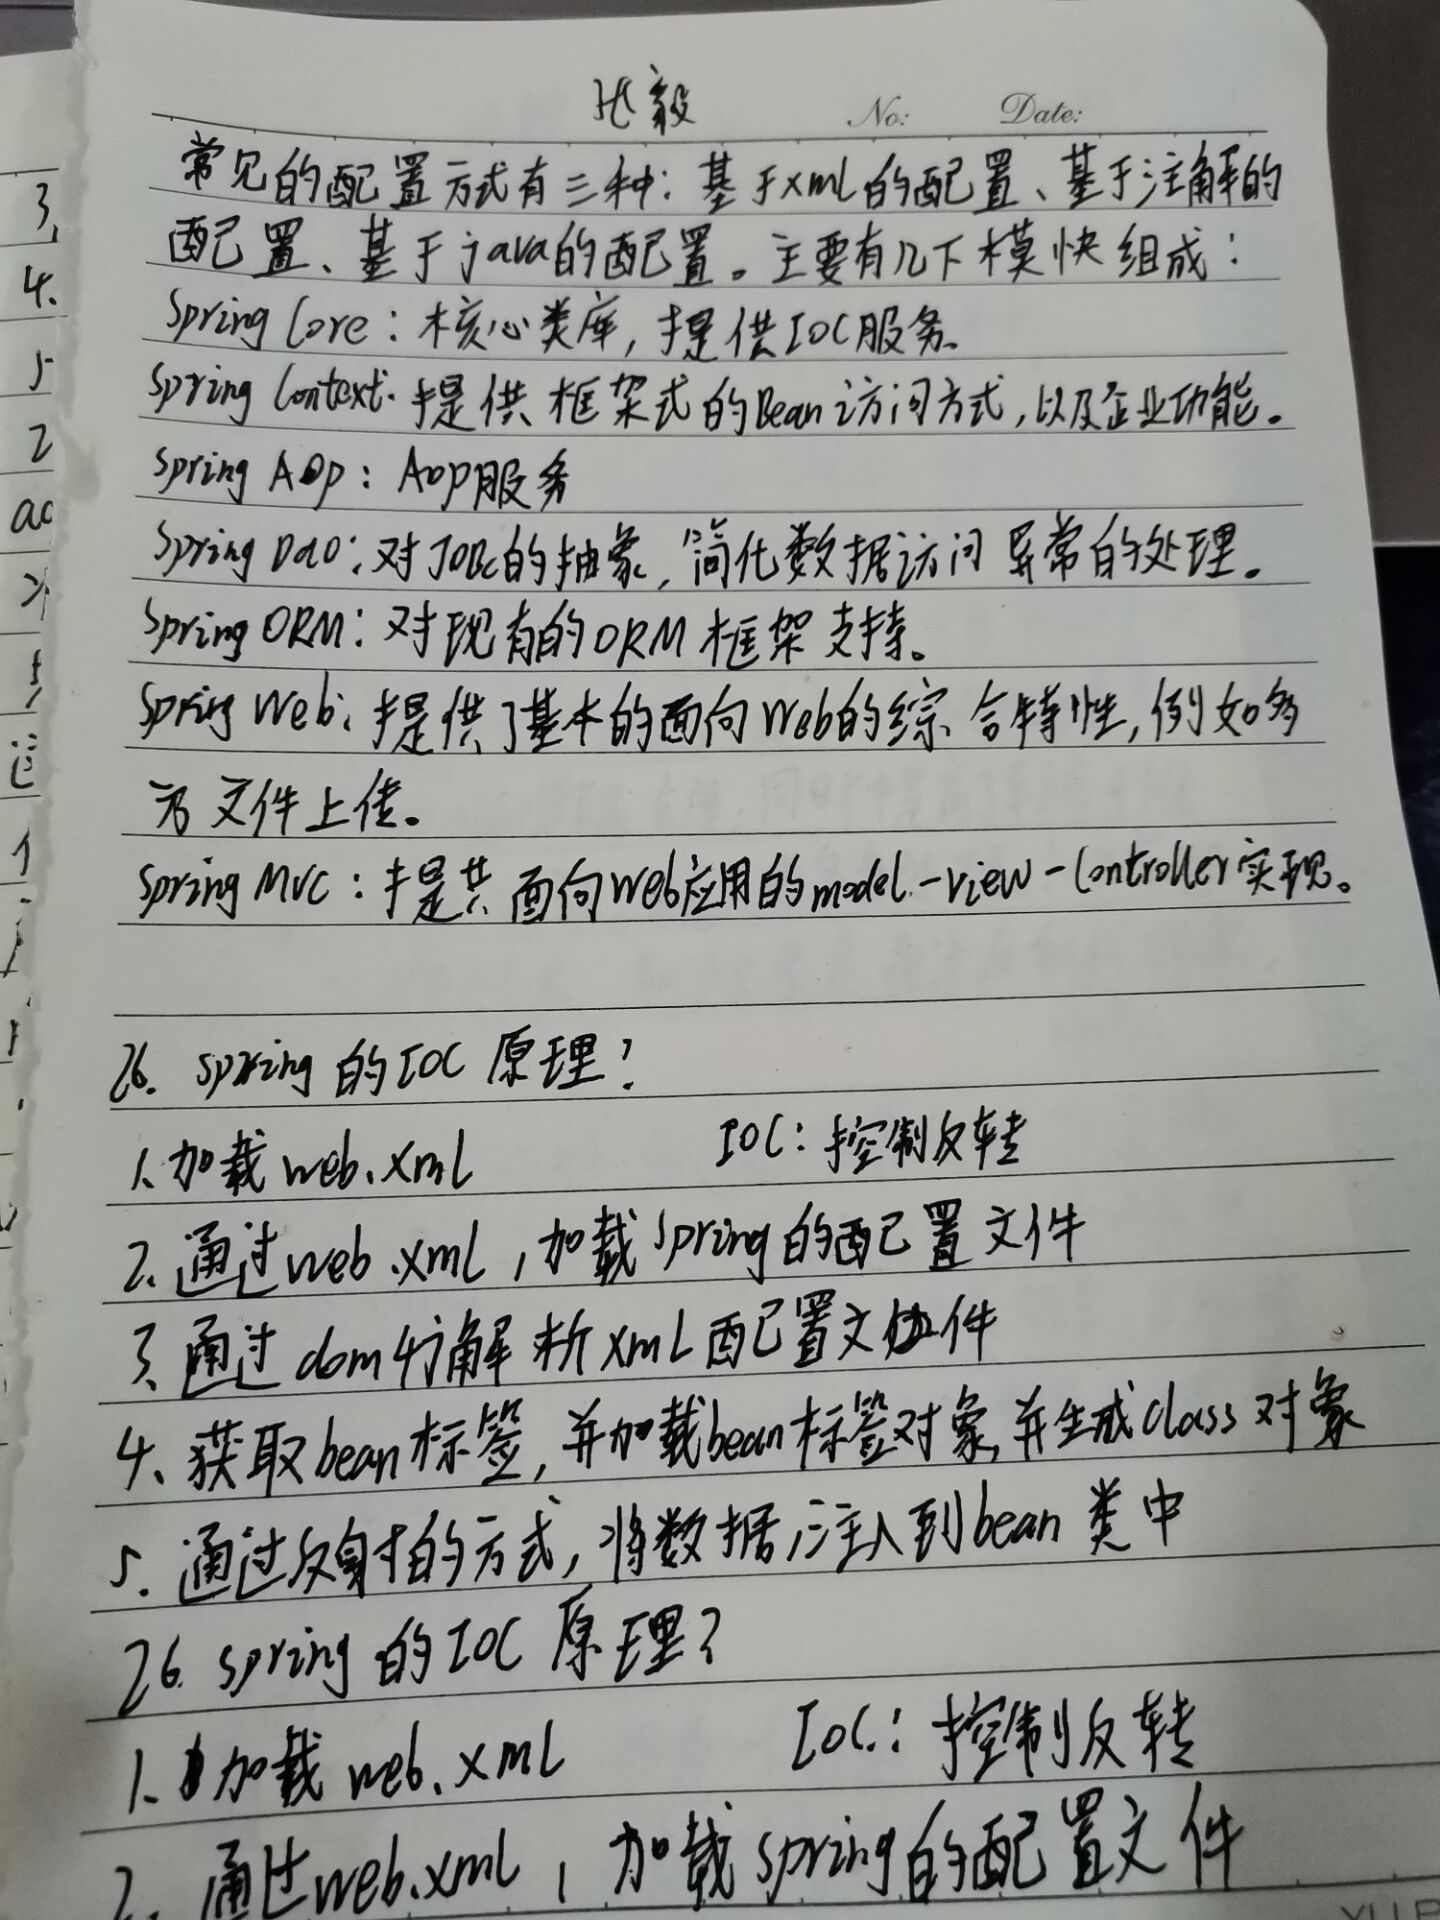 毅 No: Date:
常见的配置方式有三种：基于xml的配置、基于注解的
配置、基于java的配置。主要有几下模快组成：
Spring Core：核心类库，提供IOC服务。
Spring Context. 提供框架式的Bean访问方式，以及企业功能。
Spring AOP：AOP服务
Spring DAO：对JDBC的抽象，简化数据访问异常的处理。
Spring ORM：对现有的ORM框架支持。
Spring Web：提供了基本的面向Web的综合特性，例如多
方文件上传。
Spring MVC：提共面向Web应用的model-view-Controller实现。
26. spring的IOC原理？
1. 加载web.xml IOC：控制反转
2. 通过web.xml，加载spring的配置文件
3. 通过dom4j解析xml配置文件
4. 获取bean标签，并加载bean标签对象，并生成class对象
5. 通过反射的方式，将数据注入到bean类中
26. spring的IOC原理？
1. 加载web.xml IOC：控制反转
2. 通过web.xml，加载spring的配置文件
3.
4.
5
2
ac